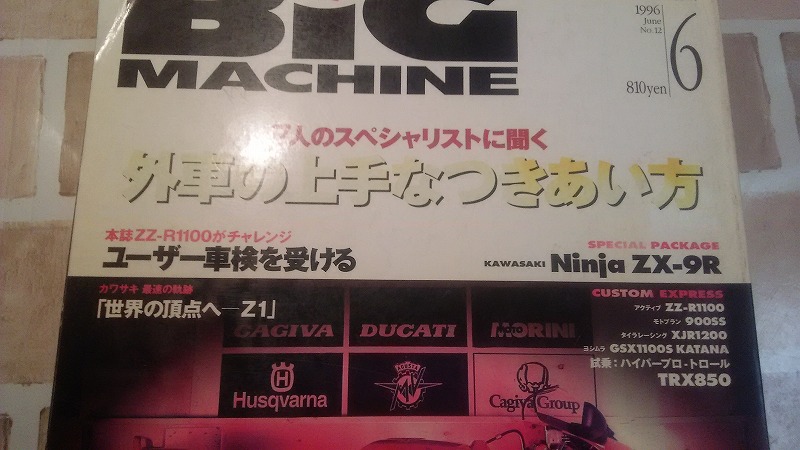 BiG
MACHINE
1996
June
No.12
6
810yen
7人のスペシャリストに聞く
外車の上手なつきあい方
本誌ZZ-R1100がチャレンジ
ユーザー車検を受ける
SPECIAL PACKAGE
KAWASAKI Ninja ZX-9R
カワサキ 最速の軌跡
「世界の頂点へ—Z1」
CUSTOM EXPRESS
アクティブ ZZ-R1100
モトプラン 900SS
タイラレーシング XJR1200
ヨシムラ GSX1100S KATANA
試乗：ハイパープロ-トロール
TRX850
CAGIVA
DUCATI
MOTO MORINI
Husqvarna
AGUSTA
MV
Cagiva Group